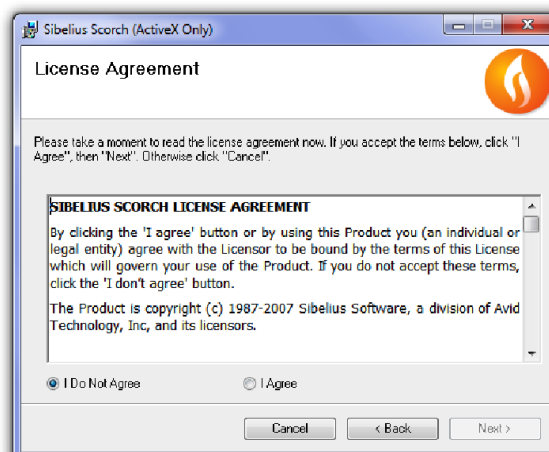 Sibelius Scorch (ActiveX Only)
License Agreement
Please take a moment to read the license agreement now. If you accept the terms below, click "I
Agree", then "Next". Otherwise click "Cancel".
SIBELIUS SCORCH LICENSE AGREEMENT
By clicking the 'I agree' button or by using this Product you (an individual or
legal entity) agree with the Licensor to be bound by the terms of this License
which will govern your use of the Product. If you do not accept these terms,
click the 'I don't agree' button.
The Product is copyright (c) 1987-2007 Sibelius Software, a division of Avid
Technology, Inc, and its licensors.
I Do Not Agree
I Agree
Cancel
< Back
Next >